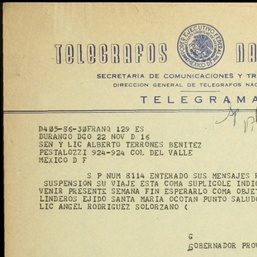 TELEGRAFOS NA
SECRETARIA DE COMUNICACIONES Y TR
DIRECCION GENERAL DE TELEGRAFOS NAC
TELEGRAMA
D405-S6-30FRANQ 129 ES
DURANGO DGO 22 NOV D 16
SEN Y LIC ALBERTO TERRONES BENITEZ
PESTALOZZI 924-924 COL DEL VALLE
MEXICO D F
S P NUM 8114 ENTERADO SUS MENSAJES R
SUSPENSION SU VIAJE ESTA COMA SUPLICOLE INDIC
VENIR PRESENTE SEMANA FIN ESPERARLO COMA OBJET
LINDEROS EJIDO SANTA MARIA OCOTAN PUNTO SALUDO
LIC ANGEL RODRIGUEZ SOLORZANO (
G
GOBERNADOR PROV